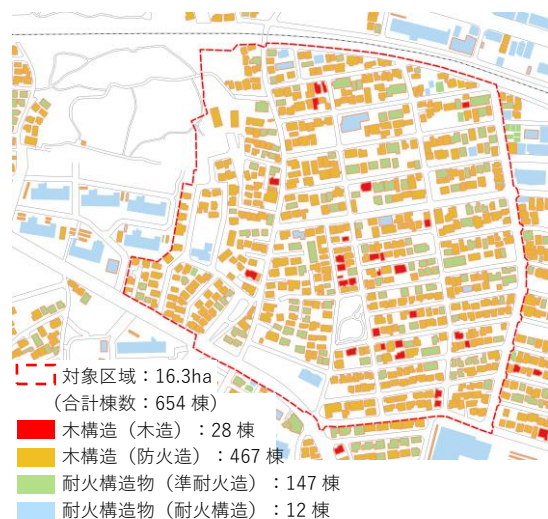 対象区域：16.3ha
（合計棟数：654 棟）
木構造（木造）：28 棟
木構造（防火造）：467 棟
耐火構造物（準耐火造）：147 棟
耐火構造物（耐火構造）：12 棟